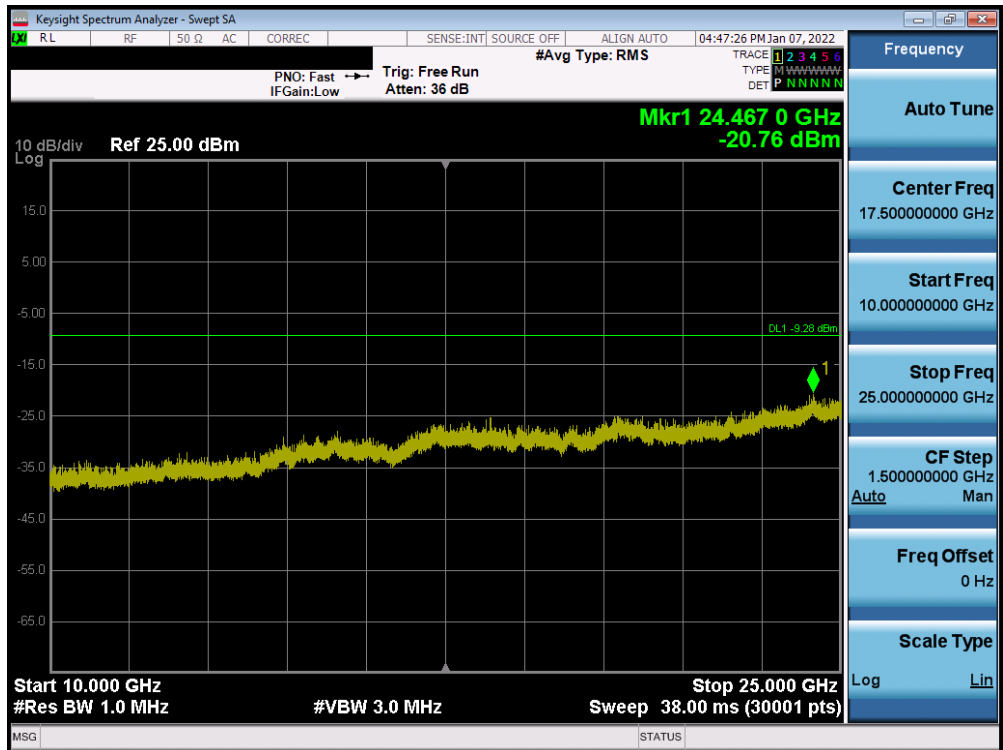 Keysight Spectrum Analyzer - Swept SA
LXI RL RF 50 Ω AC CORREC SENSE:INT SOURCE OFF ALIGN AUTO 04:47:26 PM Jan 07, 2022
#Avg Type: RMS
TRACE 1 2 3 4 5 6
TYPE M WWWWW
DET P N N N N N
PNO: Fast
IFGain:Low
Trig: Free Run
Atten: 36 dB
Mkr1 24.467 0 GHz
-20.76 dBm
10 dB/div
Log
Ref 25.00 dBm
15.0
5.00
-5.00
DL1 -9.28 dBm
-15.0
1
-25.0
-35.0
-45.0
-55.0
-65.0
Start 10.000 GHz
Stop 25.000 GHz
#Res BW 1.0 MHz
#VBW 3.0 MHz
Sweep 38.00 ms (30001 pts)
MSG
STATUS
Frequency
Auto Tune
Center Freq
17.500000000 GHz
Start Freq
10.000000000 GHz
Stop Freq
25.000000000 GHz
CF Step
1.500000000 GHz
Auto Man
Freq Offset
0 Hz
Scale Type
Log Lin